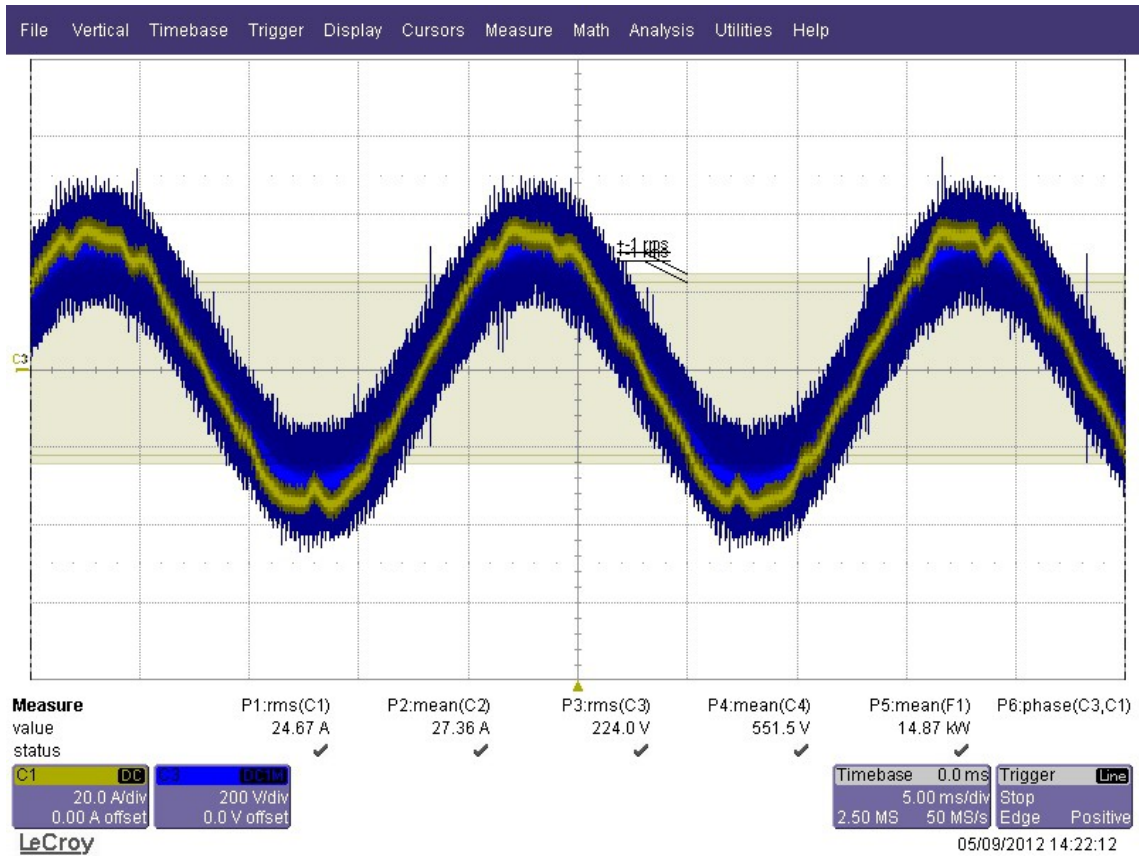 File Vertical Timebase Trigger Display Cursors Measure Math Analysis Utilities Help
+-1 rms
C3
Measure P1:rms(C1) P2:mean(C2) P3:rms(C3) P4:mean(C4) P5:mean(F1) P6:phase(C3,C1)
value 24.67 A 27.36 A 224.0 V 551.5 V 14.87 kW
status
C1 DC C3 DC1M Timebase 0.0 ms Trigger Line
20.0 A/div 200 V/div 5.00 ms/div Stop
0.00 A offset 0.0 V offset 2.50 MS 50 MS/s Edge Positive
LeCroy 05/09/2012 14:22:12